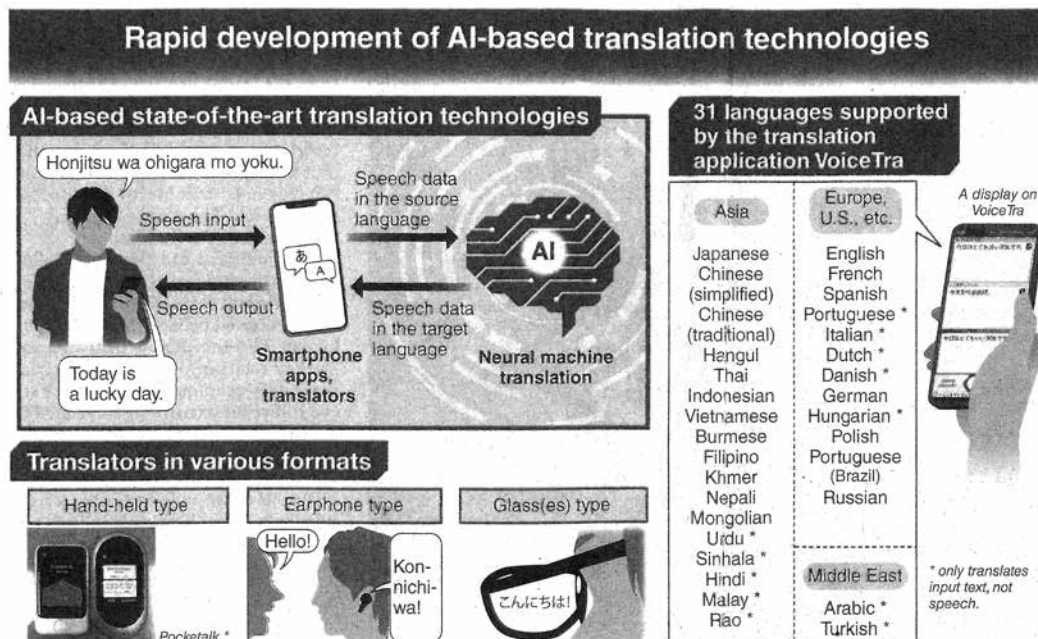 Rapid development of AI-based translation technologies
AI-based state-of-the-art translation technologies
Honjitsu wa ohigara mo yoku.
Speech input
Speech output
Today is
a lucky day.
あ
A
Smartphone
apps,
translators
Speech data
in the source
language
Speech data
in the target
language
AI
Neural machine
translation
Translators in various formats
Hand-held type
Pocketalk *
Earphone type
Hello!
Kon-
nichi-
wa!
Glass(es) type
こんにちは!
31 languages supported
by the translation
application VoiceTra
Asia
Japanese
Chinese
(simplified)
Chinese
(traditional)
Hangul
Thai
Indonesian
Vietnamese
Burmese
Filipino
Khmer
Nepali
Mongolian
Urdu *
Sinhala *
Hindi *
Malay *
Rao *
Europe,
U.S., etc.
English
French
Spanish
Portuguese *
Italian *
Dutch *
Danish *
German
Hungarian *
Polish
Portuguese
(Brazil)
Russian
Middle East
Arabic *
Turkish *
A display on
VoiceTra
* only translates
input text, not
speech.